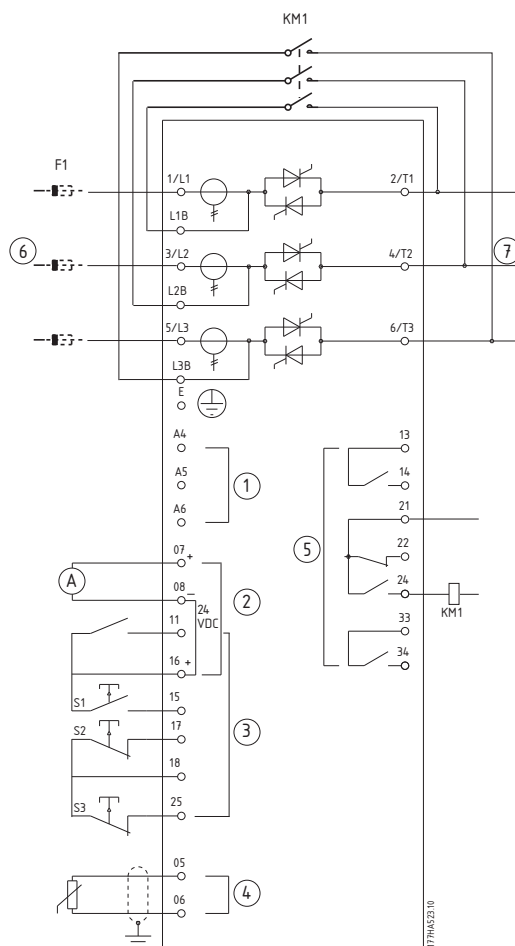 KM1
F1
1/L1
2/T1
L1B
6
3/L2
4/T2
7
L2B
5/L3
6/T3
L3B
E
A4
13
A5
1
14
A6
21
5
07 +
22
A
2
08 –
24
24 VDC
KM1
11
33
16 +
34
S1
15
S2
17
3
18
S3
25
05
4
06
177HA523.10